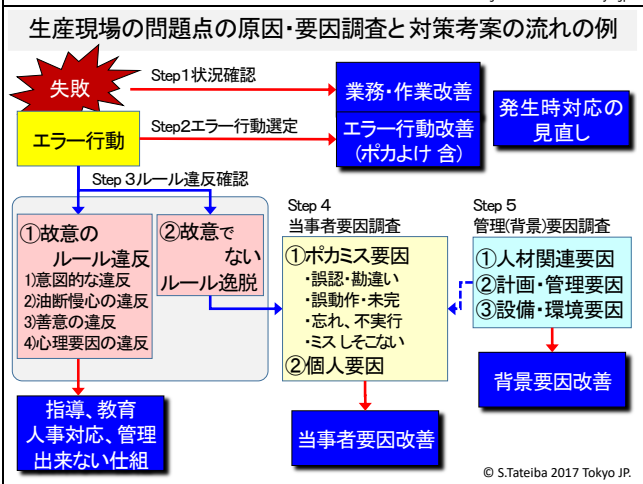 生産現場の問題点の原因・要因調査と対策考案の流れの例
失敗
Step1状況確認
業務・作業改善
発生時対応の
見直し
エラー行動
Step2エラー行動選定
エラー行動改善
(ポカよけ 含)
Step 3ルール違反確認
①故意の
ルール違反
1)意図的な違反
2)油断慢心の違反
3)善意の違反
4)心理要因の違反
②故意で
ない
ルール逸脱
指導、教育
人事対応、管理
出来ない仕組
Step 4
当事者要因調査
①ポカミス要因
・誤認・勘違い
・誤動作・未完
・忘れ、不実行
・ミス しそこない
②個人要因
当事者要因改善
Step 5
管理(背景)要因調査
①人材関連要因
②計画・管理要因
③設備・環境要因
背景要因改善
© S.Tateiba 2017 Tokyo JP.